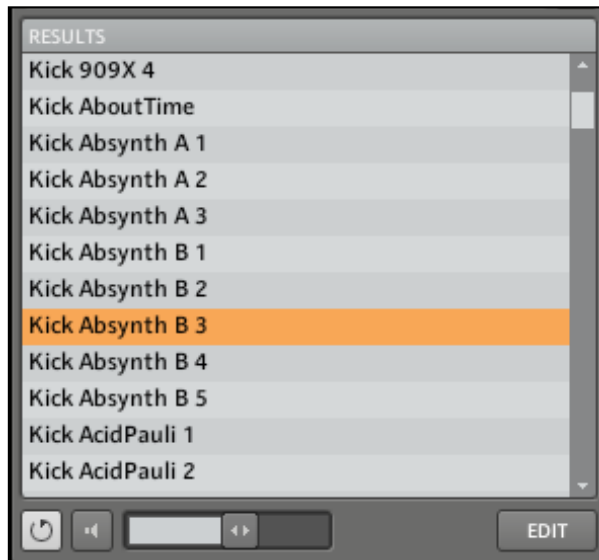 RESULTS
Kick 909X 4
Kick AboutTime
Kick Absynth A 1
Kick Absynth A 2
Kick Absynth A 3
Kick Absynth B 1
Kick Absynth B 2
Kick Absynth B 3
Kick Absynth B 4
Kick Absynth B 5
Kick AcidPauli 1
Kick AcidPauli 2
EDIT